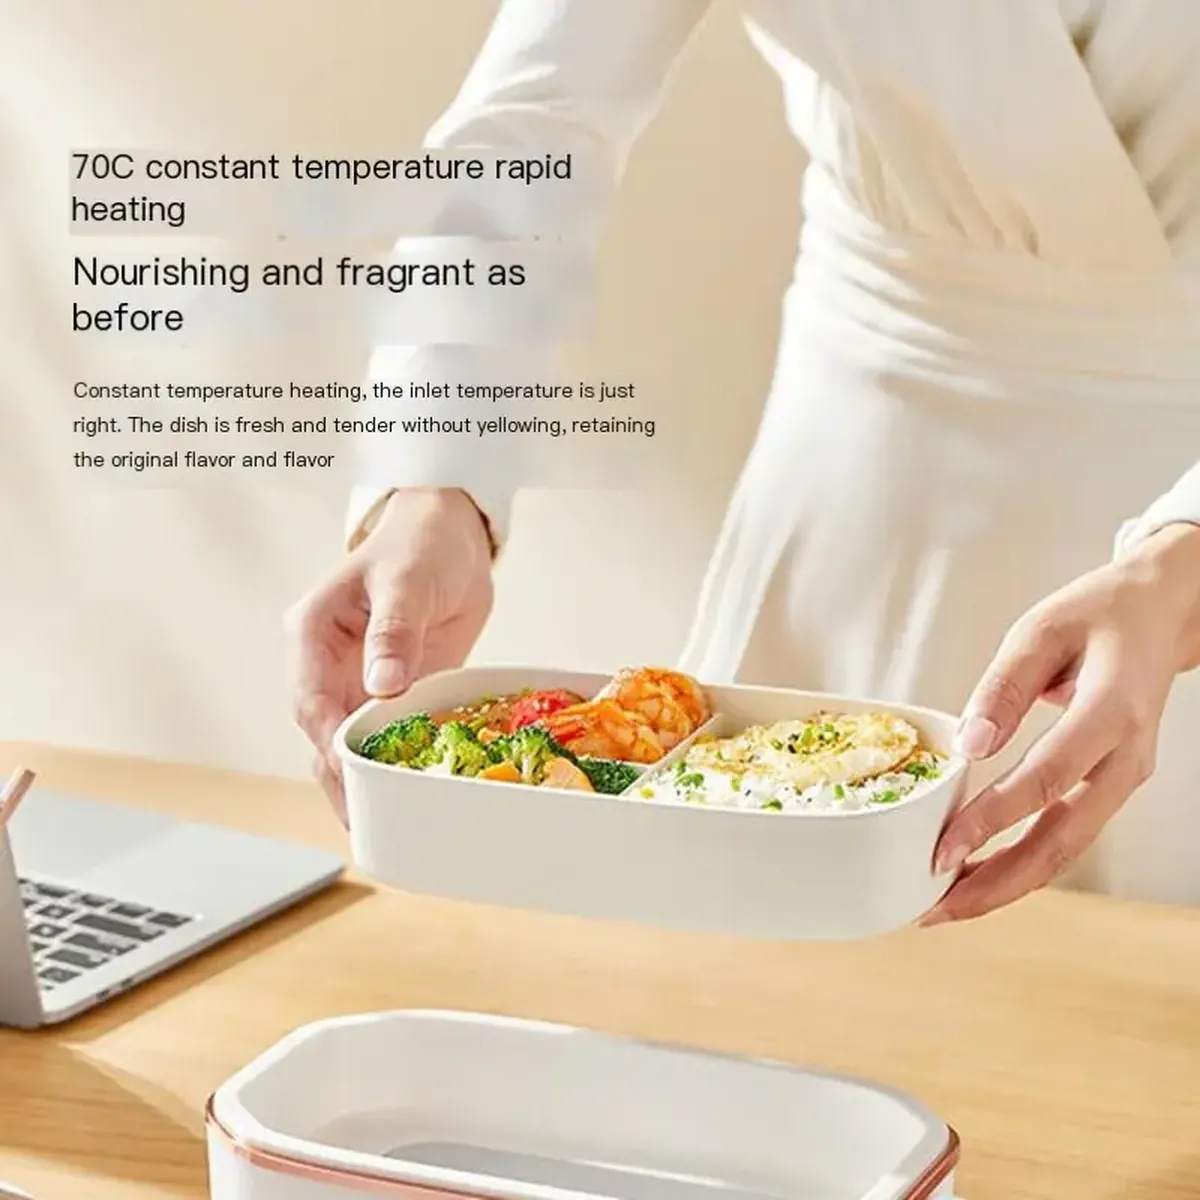 70C constant temperature rapid
heating
Nourishing and fragrant as
before
Constant temperature heating, the inlet temperature is just
right. The dish is fresh and tender without yellowing, retaining
the original flavor and flavor